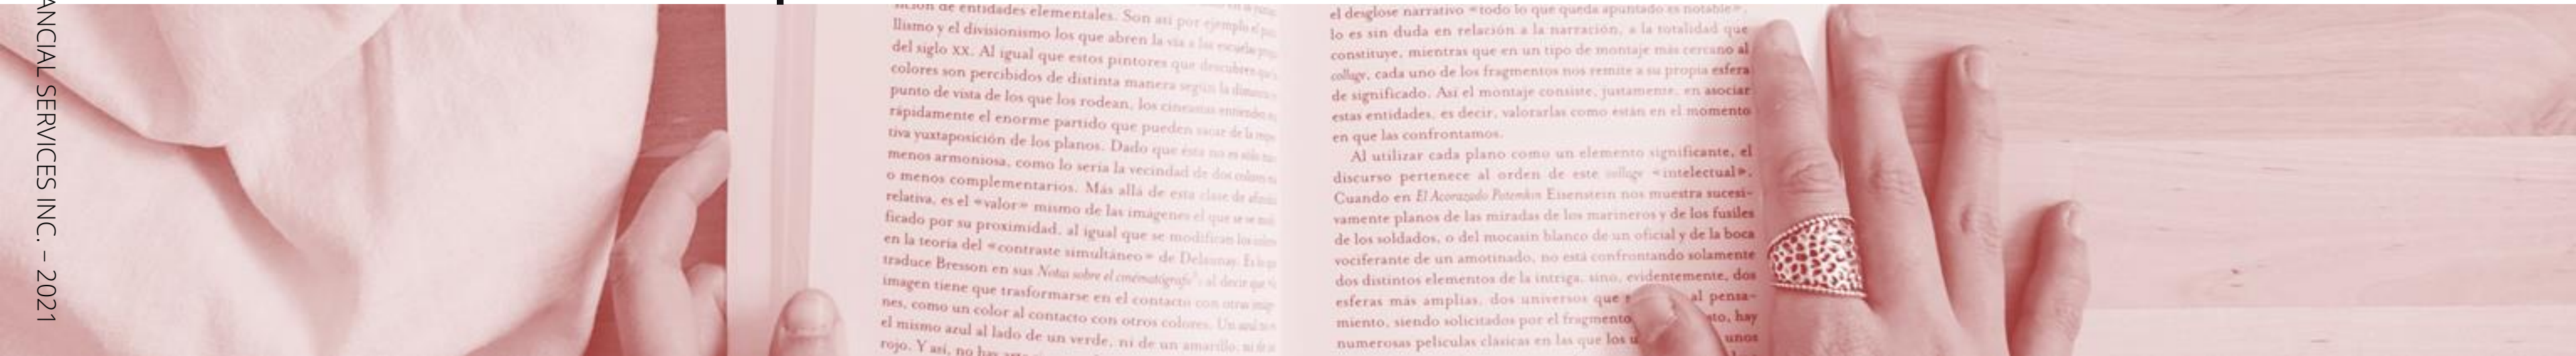 ANCIAL SERVICES INC. – 2021
de entidades elementales. Son así por ejemplo el
llismo y el divisionismo los que abren la vía a las
del siglo XX. Al igual que estos pintores que descubren
colores son percibidos de distinta manera según la
punto de vista de los que los rodean, los cineastas
rápidamente el enorme partido que pueden sacar de la
tiva yuxtaposición de los planos. Dado que ésta no es sólo
menos armoniosa, como lo sería la vecindad de dos
o menos complementarios. Más allá de esta clase de
relativa, es el «valor» mismo de las imágenes el que se
ficado por su proximidad, al igual que se modifican los
en la teoría del «contraste simultáneo» de Delaunay.
traduce Bresson en sus Notas sobre el cinematógrafo : al decir que
imagen tiene que trasformarse en el contacto con otras
nes, como un color al contacto con otros colores. Un azul
el mismo azul al lado de un verde, ni de un amarillo,
rojo. Y así, no hay
el desglose narrativo «todo lo que queda apuntado es notable»,
lo es sin duda en relación a la narración, a la totalidad que
constituye, mientras que en un tipo de montaje más cercano al
collage, cada uno de los fragmentos nos remite a su propia esfera
de significado. Así el montaje consiste, justamente, en asociar
estas entidades, es decir, valorarlas como están en el momento
en que las confrontamos.
Al utilizar cada plano como un elemento significante, el
discurso pertenece al orden de este collage «intelectual».
Cuando en El Acorazado Potemkin Eisenstein nos muestra sucesi-
vamente planos de las miradas de los marineros y de los fusiles
de los soldados, o del mocasín blanco de un oficial y de la boca
vociferante de un amotinado, no está confrontando solamente
dos distintos elementos de la intriga, sino, evidentemente, dos
esferas más amplias, dos universos que al pensa-
miento, siendo solicitados por el fragmento sto, hay
numerosas películas clásicas en las que los unos